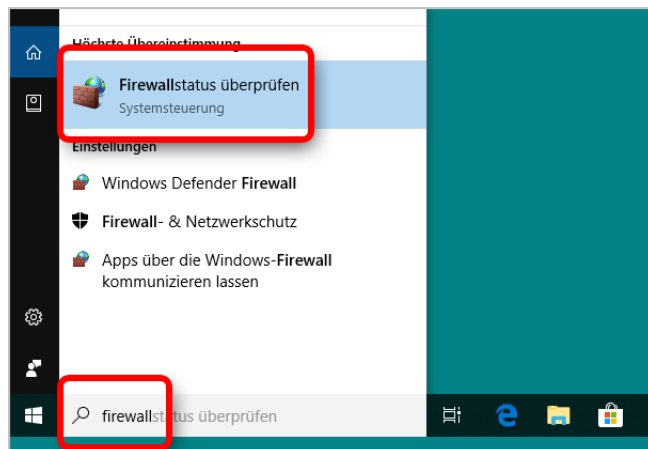 Höchste Übereinstimmung
Firewallstatus überprüfen
Systemsteuerung
Einstellungen
Windows Defender Firewall
Firewall- & Netzwerkschutz
Apps über die Windows-Firewall
kommunizieren lassen
firewallstatus überprüfen